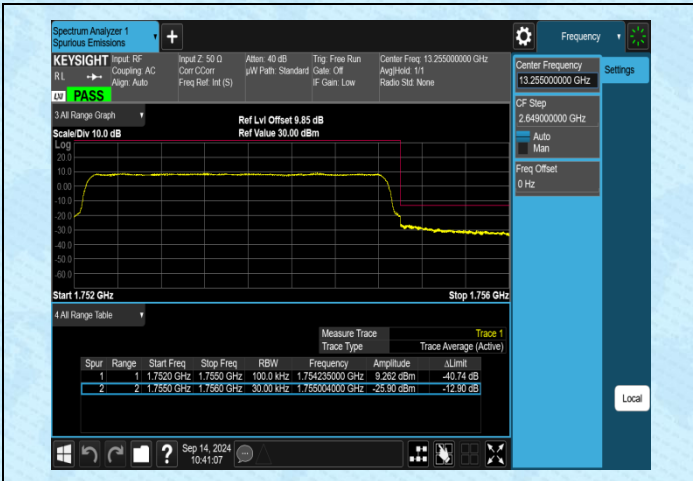 Spectrum Analyzer 1
Spurious Emissions
Frequency
KEYSIGHT Input: RF Input Z: 50 Ω Atten: 40 dB Trig: Free Run Center Freq: 13.255000000 GHz
R L Coupling: AC Corr CCorr µW Path: Standard Gate: Off Avg|Hold: 1/1
Align: Auto Freq Ref: Int (S) IF Gain: Low Radio Std: None
LXI PASS
Center Frequency
13.255000000 GHz
Settings
CF Step
2.649000000 GHz
Auto
Man
Freq Offset
0 Hz
Local
3 All Range Graph
Ref Lvl Offset 9.85 dB
Scale/Div 10.0 dB Ref Value 30.00 dBm
Log
20.0
10.0
0.00
-10.0
-20.0
-30.0
-40.0
-50.0
-60.0
Start 1.752 GHz Stop 1.756 GHz
4 All Range Table
Measure Trace Trace 1
Trace Type Trace Average (Active)
Spur Range Start Freq Stop Freq RBW Frequency Amplitude ΔLimit
1 1 1.7520 GHz 1.7550 GHz 100.0 kHz 1.754235000 GHz 9.262 dBm -40.74 dB
2 2 1.7550 GHz 1.7560 GHz 30.00 kHz 1.755004000 GHz -25.90 dBm -12.90 dB
Sep 14, 2024
10:41:07